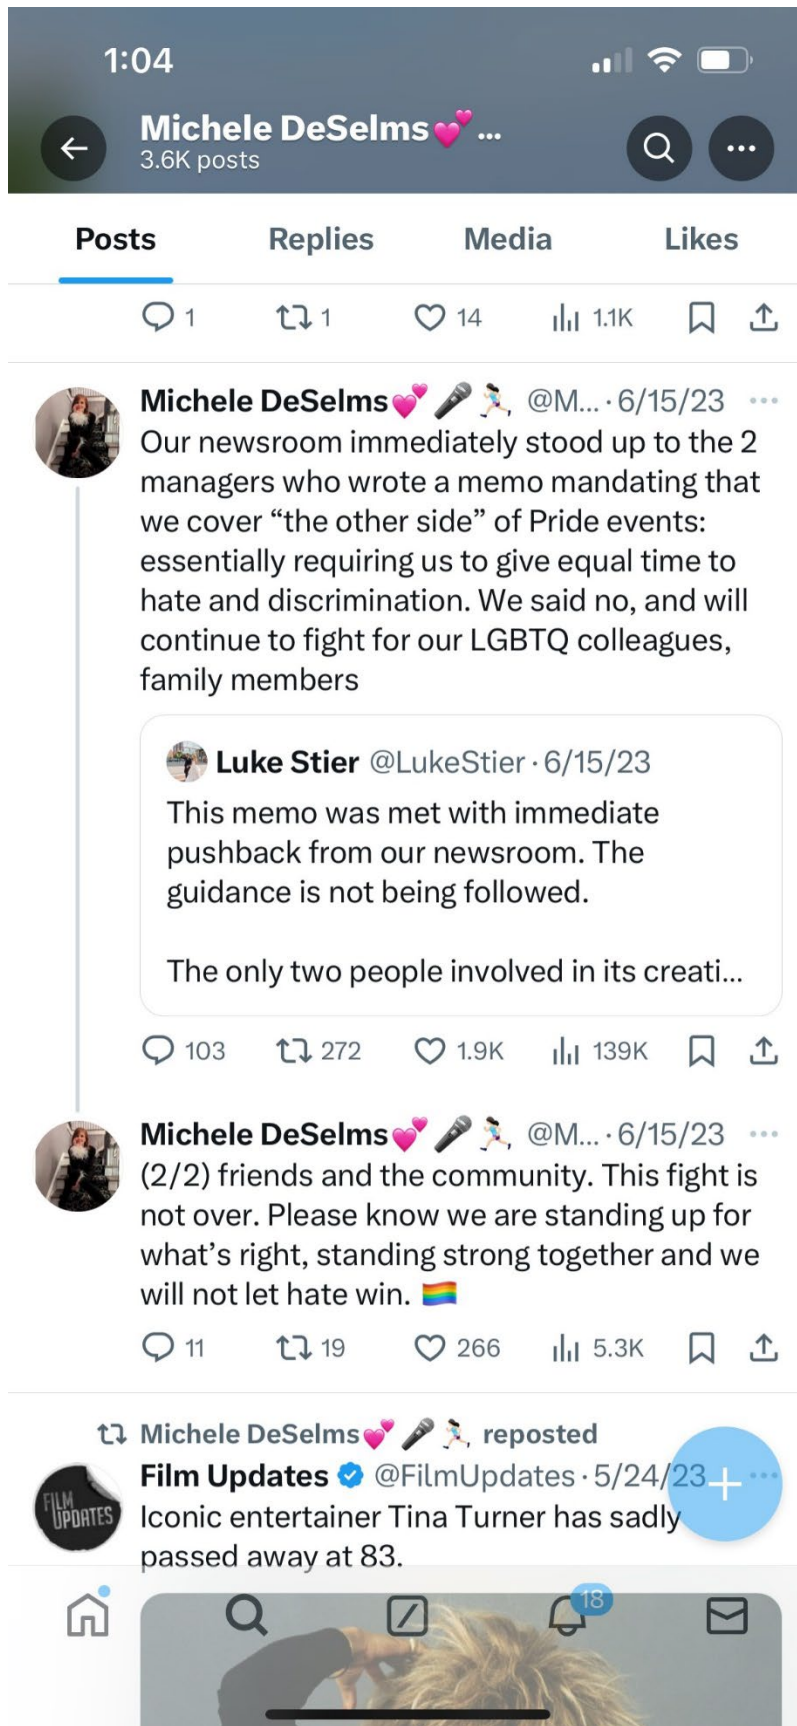 1:04
Michele DeSelms💕 ...
3.6K posts
Posts Replies Media Likes
1 1 14 1.1K
Michele DeSelms💕🎤🏃🏻‍♀️ @M... · 6/15/23
Our newsroom immediately stood up to the 2
managers who wrote a memo mandating that
we cover “the other side” of Pride events:
essentially requiring us to give equal time to
hate and discrimination. We said no, and will
continue to fight for our LGBTQ colleagues,
family members
Luke Stier @LukeStier · 6/15/23
This memo was met with immediate
pushback from our newsroom. The
guidance is not being followed.
The only two people involved in its creati...
103 272 1.9K 139K
Michele DeSelms💕🎤🏃🏻‍♀️ @M... · 6/15/23
(2/2) friends and the community. This fight is
not over. Please know we are standing up for
what’s right, standing strong together and we
will not let hate win. 🏳️‍🌈
11 19 266 5.3K
Michele DeSelms💕🎤🏃🏻‍♀️ reposted
Film Updates @FilmUpdates · 5/24/23
FILM
UPDATES
Iconic entertainer Tina Turner has sadly
passed away at 83.
18